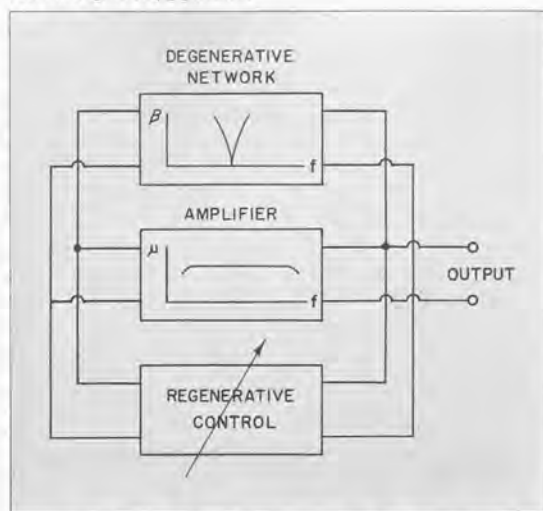 DEGENERATIVE
NETWORK
β
f
AMPLIFIER
μ
f
OUTPUT
REGENERATIVE
CONTROL